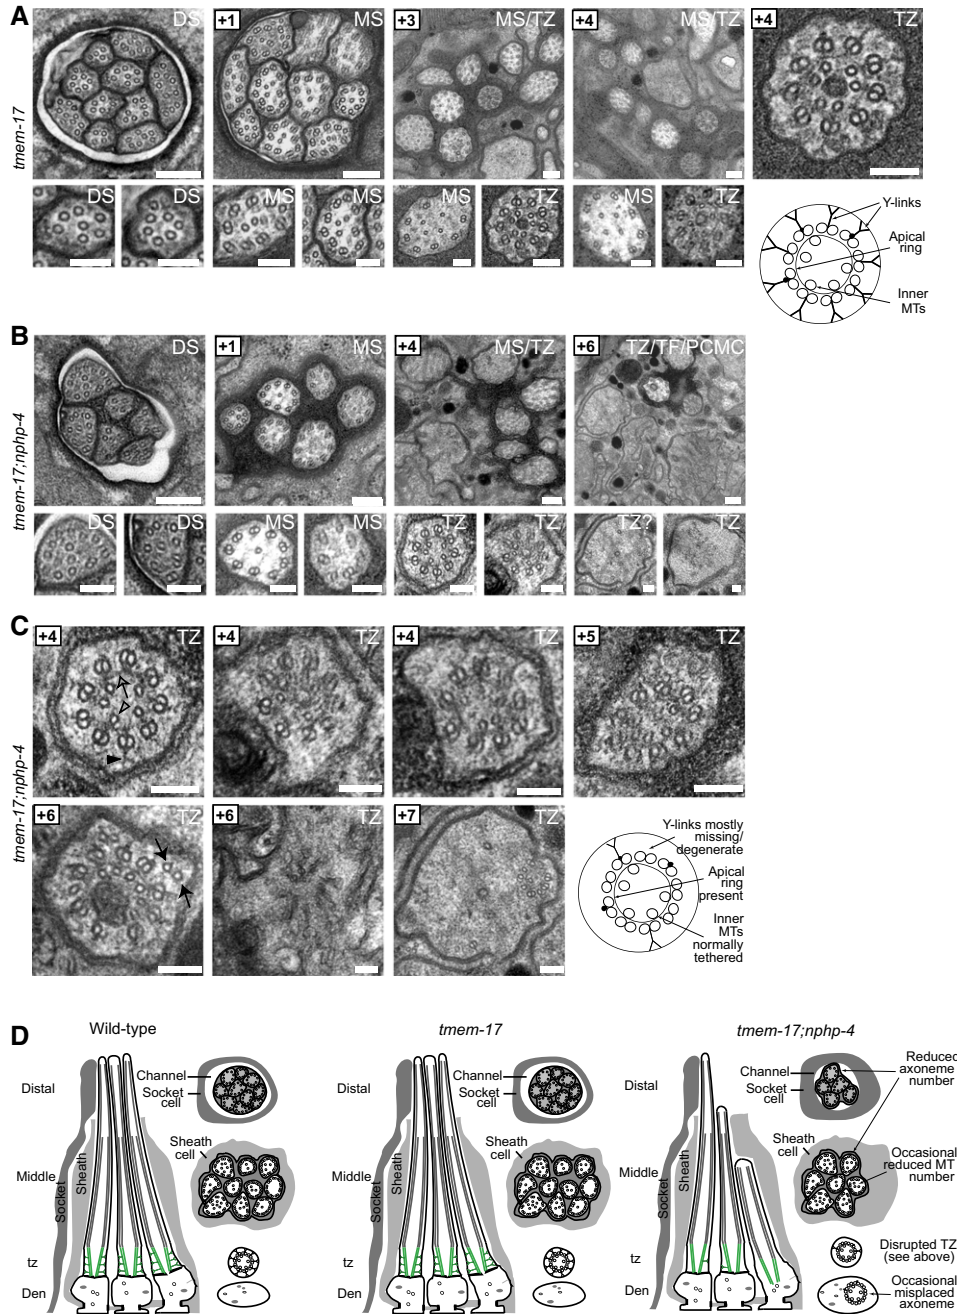 A
tmem-17
DS
+1
MS
+3
MS/TZ
+4
MS/TZ
+4
TZ
DS
DS
MS
MS
MS
TZ
MS
TZ
Y-links
Apical
ring
Inner
MTs
B
tmem-17;nphp-4
DS
+1
MS
+4
MS/TZ
+6
TZ/TF/PCMC
DS
DS
MS
MS
TZ
TZ
TZ?
TZ
C
tmem-17;nphp-4
+4
TZ
+4
TZ
+4
TZ
+5
TZ
+6
TZ
+6
TZ
+7
TZ
Y-links mostly
missing/
degenerate
Apical
ring
present
Inner
MTs
normally
tethered
D
Wild-type
Distal
Middle
tz
Den
Socket
Sheath
Channel
Socket
cell
Sheath
cell
tmem-17
Distal
Middle
tz
Den
Socket
Sheath
Channel
Socket
cell
Sheath
cell
tmem-17;nphp-4
Distal
Middle
tz
Den
Socket
Sheath
Channel
Socket
cell
Sheath
cell
Reduced
axoneme
number
Occasional
reduced MT
number
Disrupted TZ
(see above)
Occasional
misplaced
axoneme